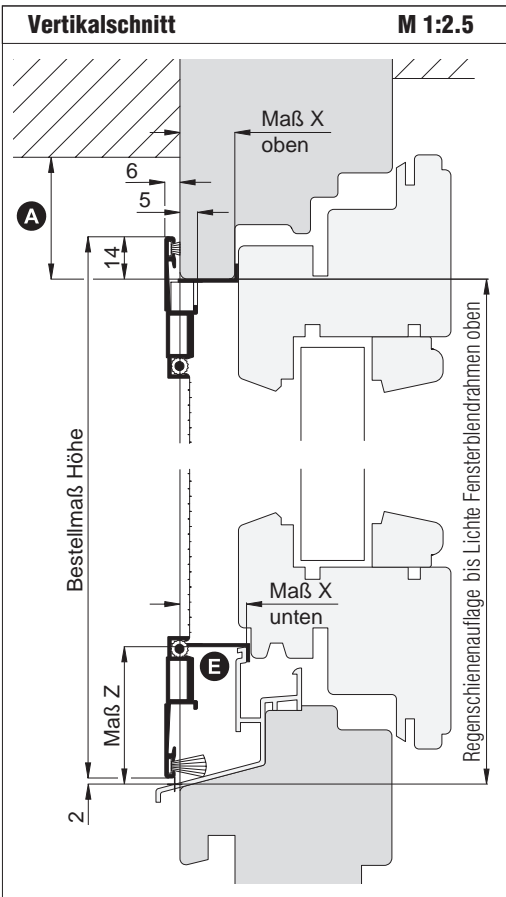 Vertikalschnitt M 1:2.5
Maß X
oben
6
A
5
14
Bestellmaß Höhe
Regenschienenauflage bis Lichte Fensterblendrahmen oben
Maß X
unten
E
Maß Z
2